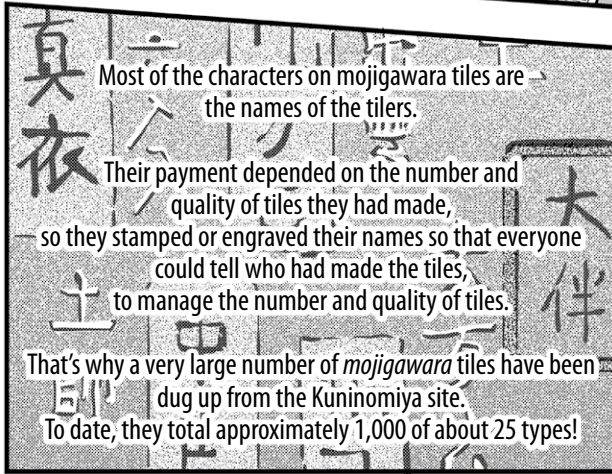 Most of the characters on mojigawara tiles are
the names of the tilers.
Their payment depended on the number and
quality of tiles they had made,
so they stamped or engraved their names so that everyone
could tell who had made the tiles,
to manage the number and quality of tiles.
That's why a very large number of mojigawara tiles have been
dug up from the Kuninomiya site.
To date, they total approximately 1,000 of about 25 types!
真依
大伴
土師